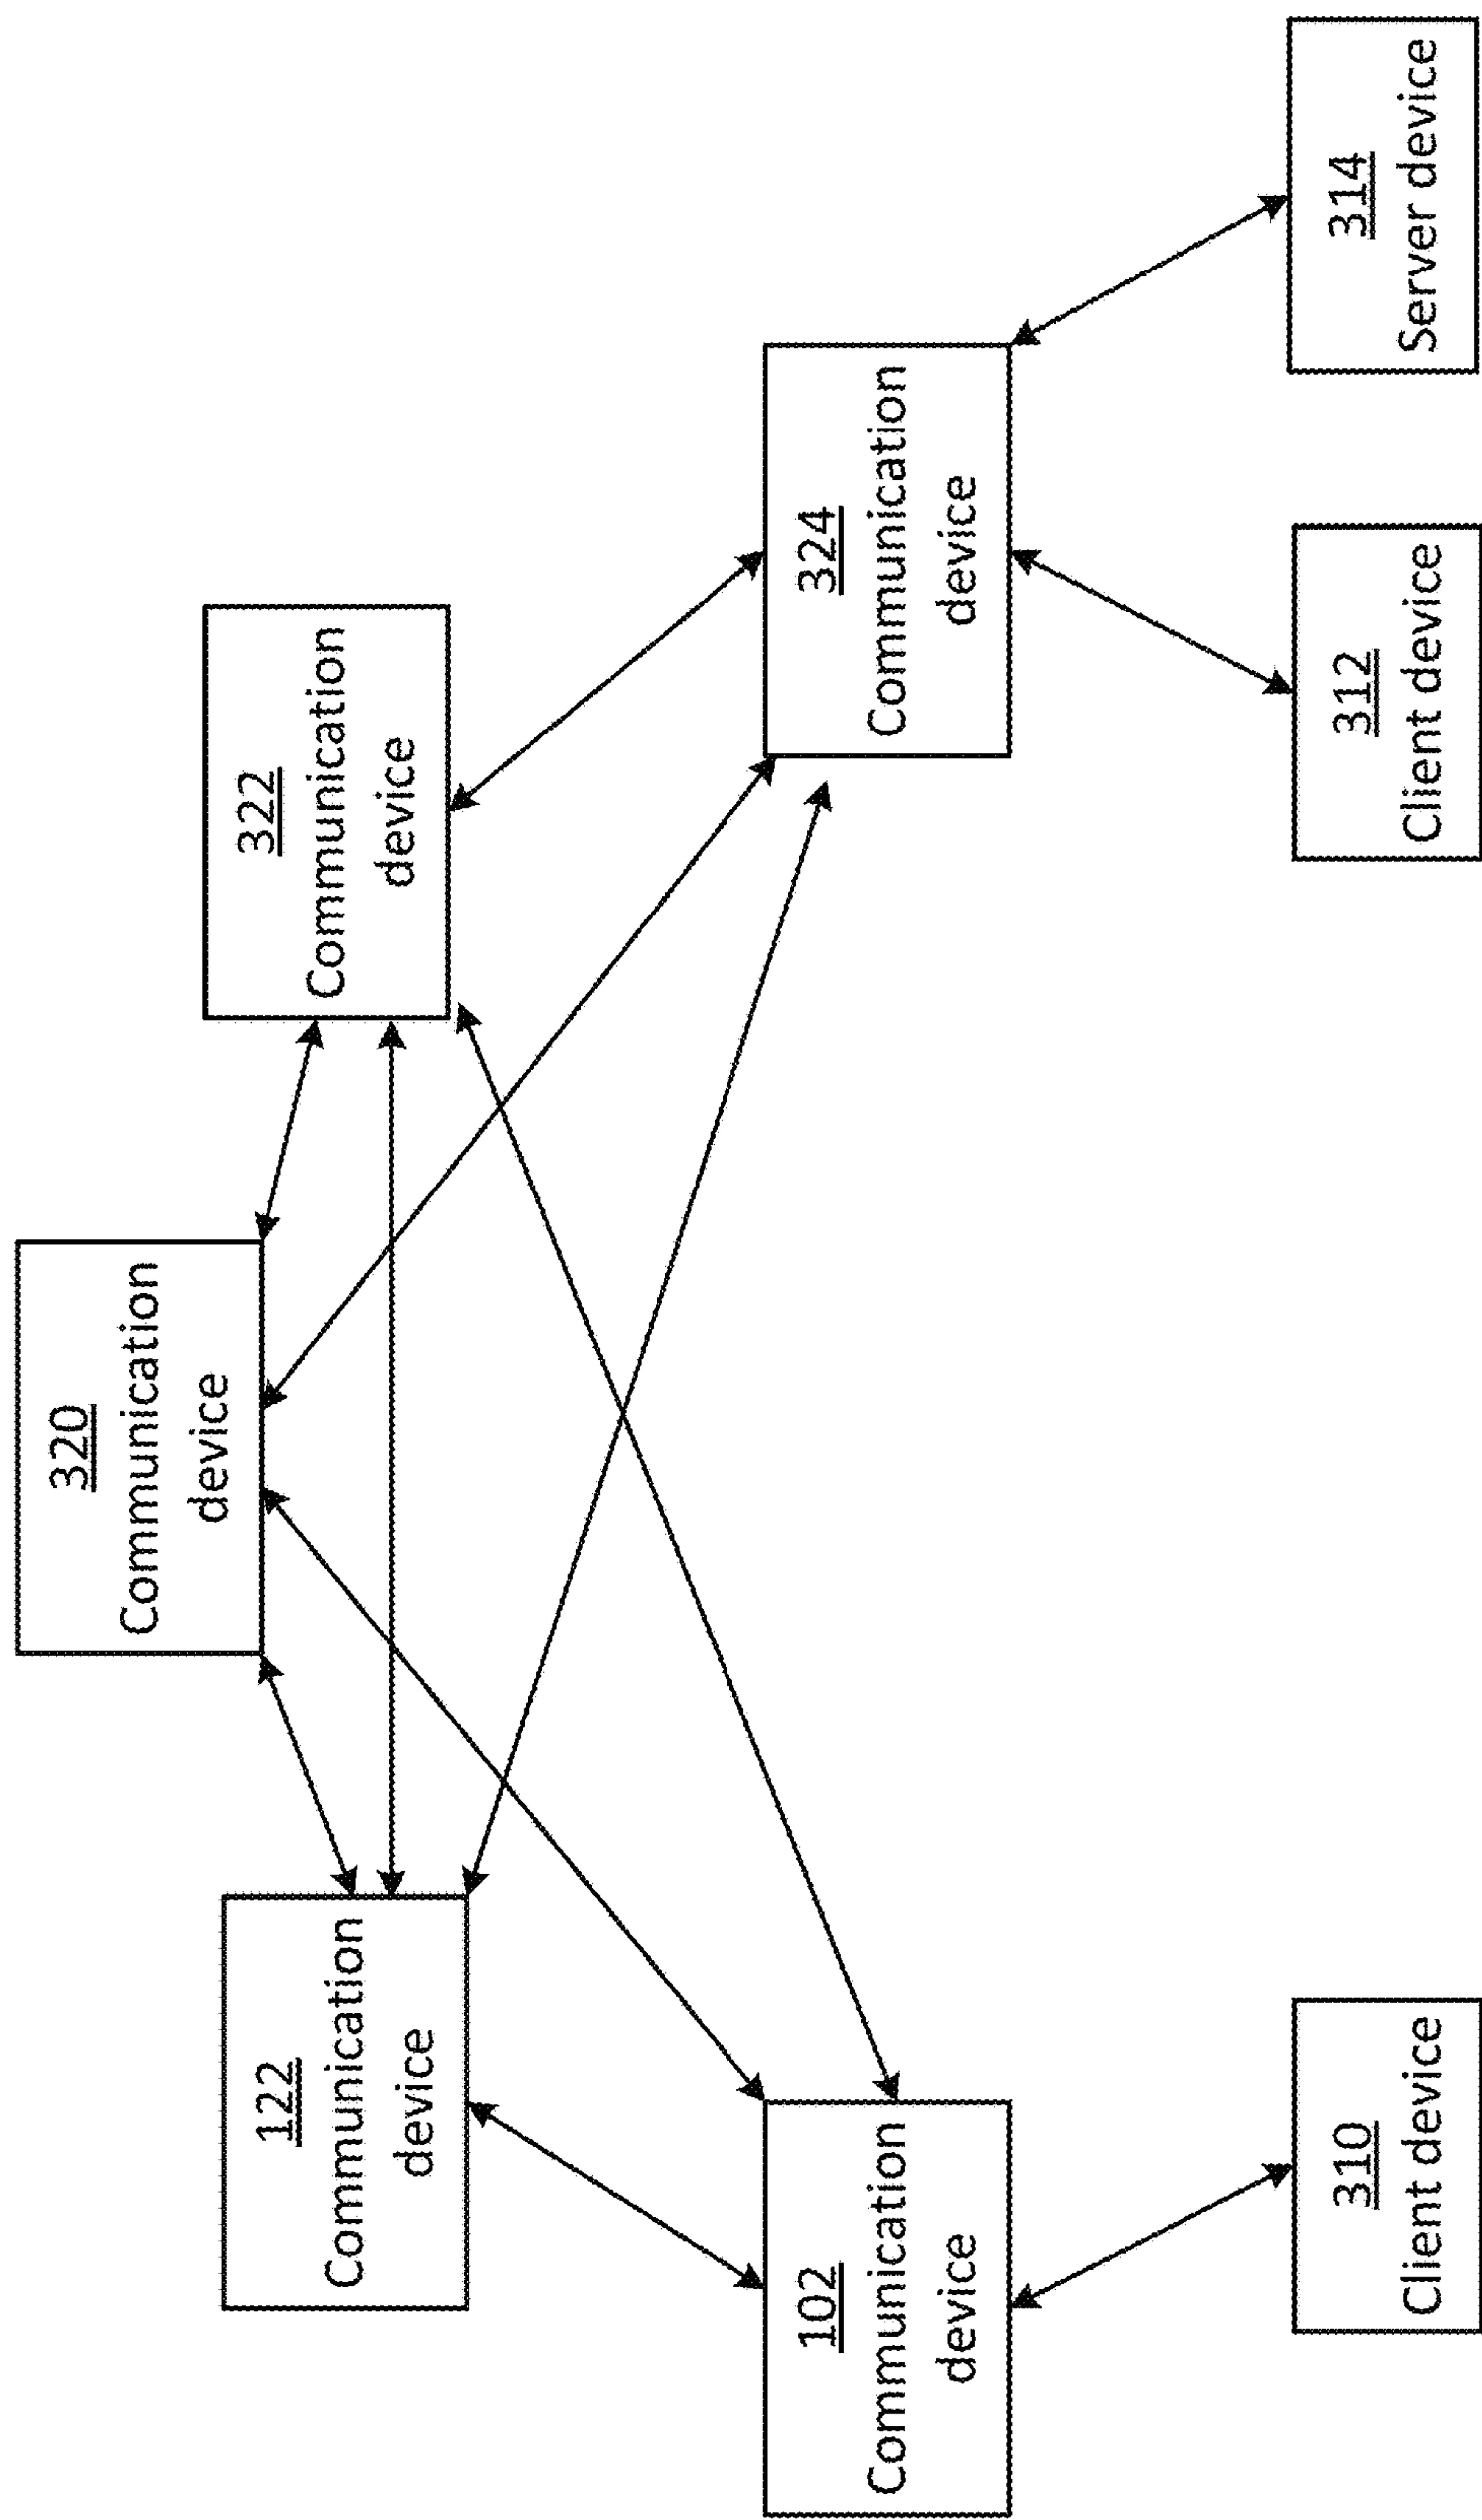 320
Communication
device
122
Communication
device
322
Communication
device
102
Communication
device
324
Communication
device
310
Client device
312
Client device
314
Server device